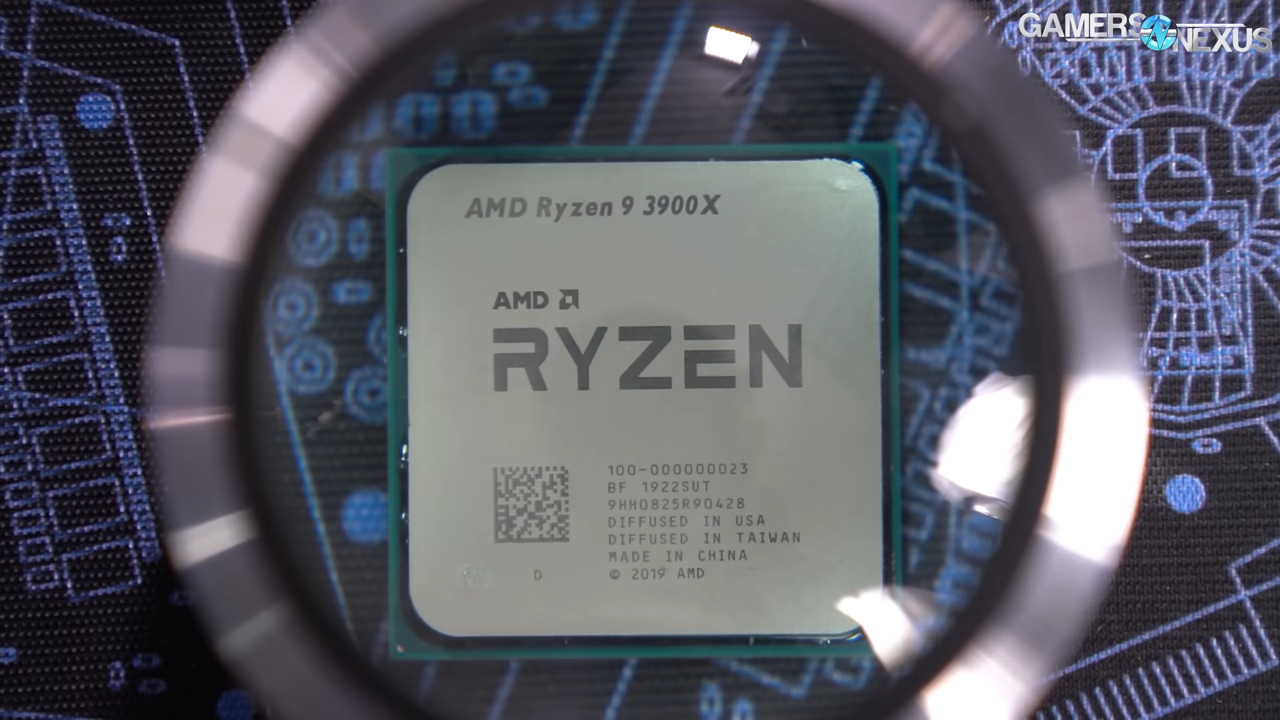 GAMERS NEXUS
AMD Ryzen 9 3900X
AMD
RYZEN
100-000000023
BF 1922SUT
9HH0825R90428
DIFFUSED IN USA
DIFFUSED IN TAIWAN
MADE IN CHINA
D © 2019 AMD